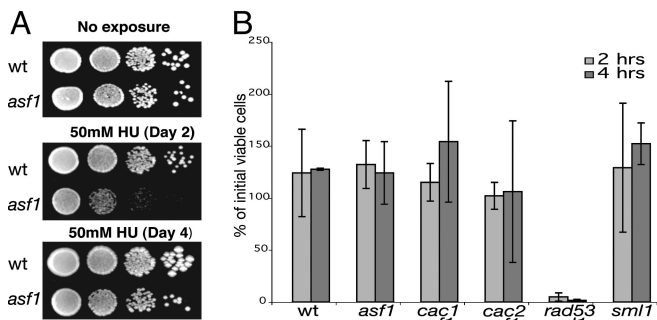 A
No exposure
wt
asf1
50mM HU (Day 2)
wt
asf1
50mM HU (Day 4)
wt
asf1
B
% of initial viable cells
250
200
150
100
50
0
2 hrs
4 hrs
wt asf1 cac1 cac2 rad53 sml1